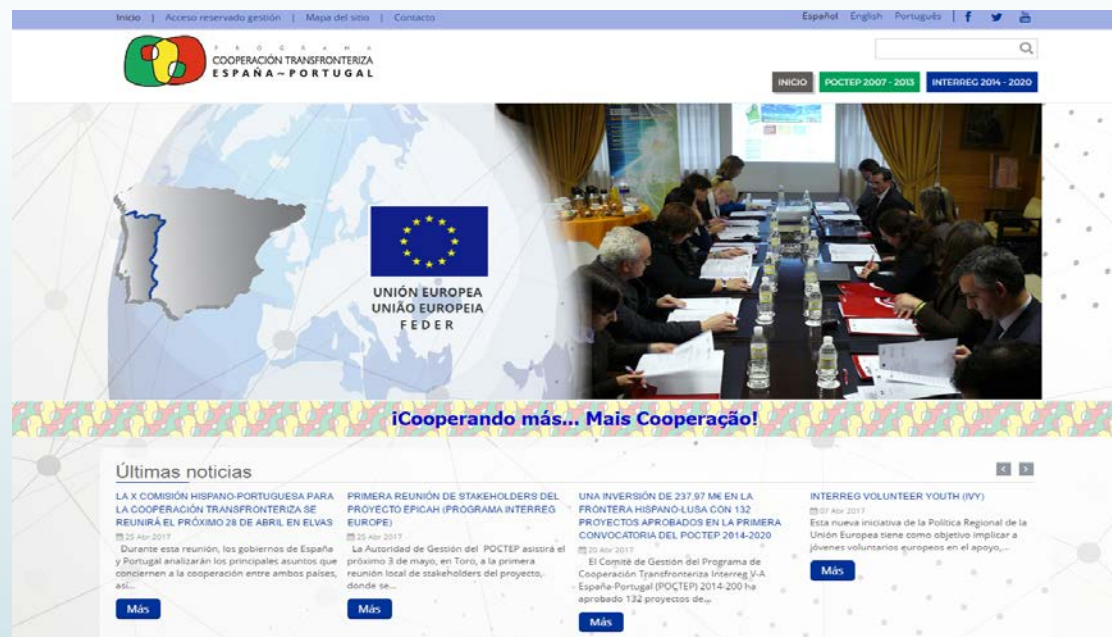 Inicio | Acceso reservado gestión | Mapa del sitio | Contacto
Español English Português
PROGRAMA
COOPERACIÓN TRANSFRONTERIZA
ESPAÑA~PORTUGAL
INICIO POCTEP 2007 - 2013 INTERREG 2014 - 2020
UNIÓN EUROPEA
UNIÃO EUROPEIA
FEDER
¡Cooperando más... Mais Cooperação!
Últimas noticias
LA X COMISIÓN HISPANO-PORTUGUESA PARA
LA COOPERACIÓN TRANSFRONTERIZA SE
REUNIRÁ EL PRÓXIMO 28 DE ABRIL EN ELVAS
25 Abr 2017
Durante esta reunión, los gobiernos de España
y Portugal analizarán los principales asuntos que
conciernen a la cooperación entre ambos países,
así...
Más
PRIMERA REUNIÓN DE STAKEHOLDERS DEL
PROYECTO EPICAH (PROGRAMA INTERREG
EUROPE)
25 Abr 2017
La Autoridad de Gestión del POCTEP asistirá el
próximo 3 de mayo, en Toro, a la primera
reunión local de stakeholders del proyecto,
donde se...
Más
UNA INVERSIÓN DE 237,97 M€ EN LA
FRONTERA HISPANO-LUSA CON 132
PROYECTOS APROBADOS EN LA PRIMERA
CONVOCATORIA DEL POCTEP 2014-2020
20 Abr 2017
El Comité de Gestión del Programa de
Cooperación Transfronteriza Interreg V-A
España-Portugal (POCTEP) 2014-200 ha
aprobado 132 proyectos de...
Más
INTERREG VOLUNTEER YOUTH (IVY)
07 Abr 2017
Esta nueva iniciativa de la Política Regional de la
Unión Europea tiene como objetivo implicar a
jóvenes voluntarios europeos en el apoyo,...
Más